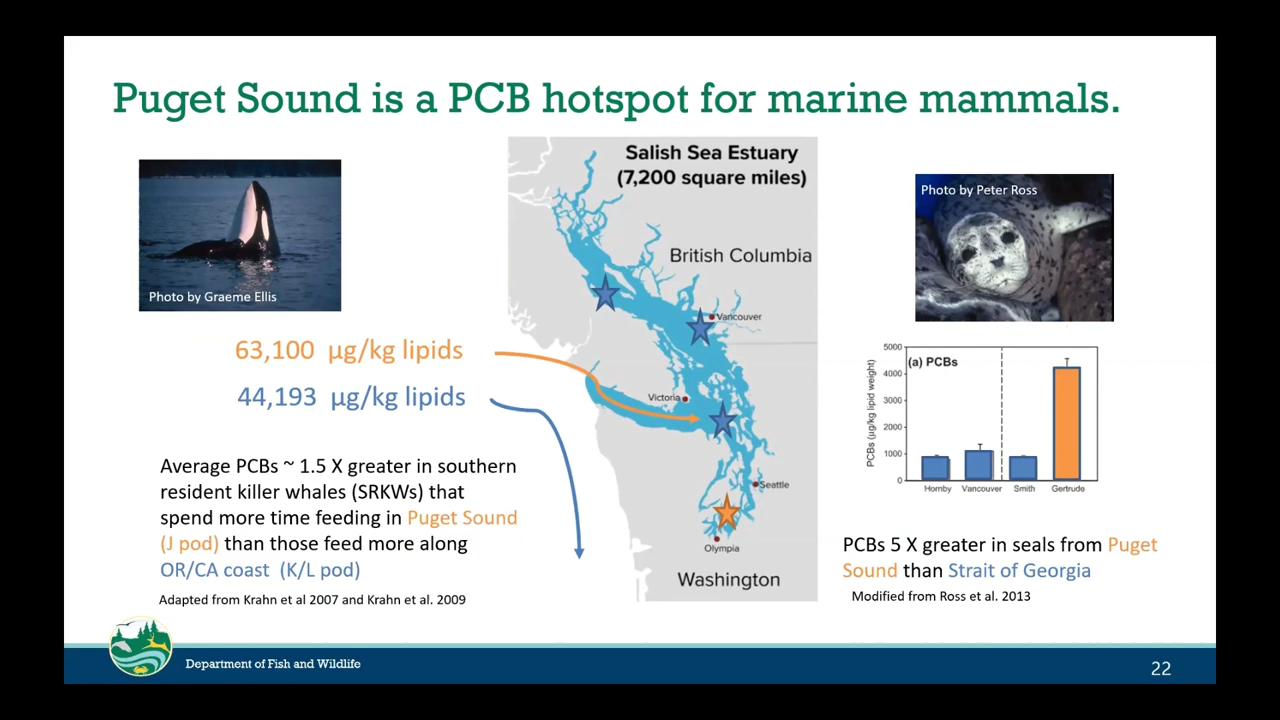 Puget Sound is a PCB hotspot for marine mammals.
Photo by Graeme Ellis
63,100 µg/kg lipids
44,193 µg/kg lipids
Average PCBs ~ 1.5 X greater in southern
resident killer whales (SRKWs) that
spend more time feeding in Puget Sound
(J pod) than those feed more along
OR/CA coast (K/L pod)
Adapted from Krahn et al 2007 and Krahn et al. 2009
Salish Sea Estuary
(7,200 square miles)
British Columbia
Vancouver
Victoria
Seattle
Olympia
Washington
Photo by Peter Ross
(a) PCBs
PCBs (µg/kg lipid weight)
5000
4000
3000
2000
1000
0
Hornby Vancouver Smith Gertrude
PCBs 5 X greater in seals from Puget
Sound than Strait of Georgia
Modified from Ross et al. 2013
Department of Fish and Wildlife
22